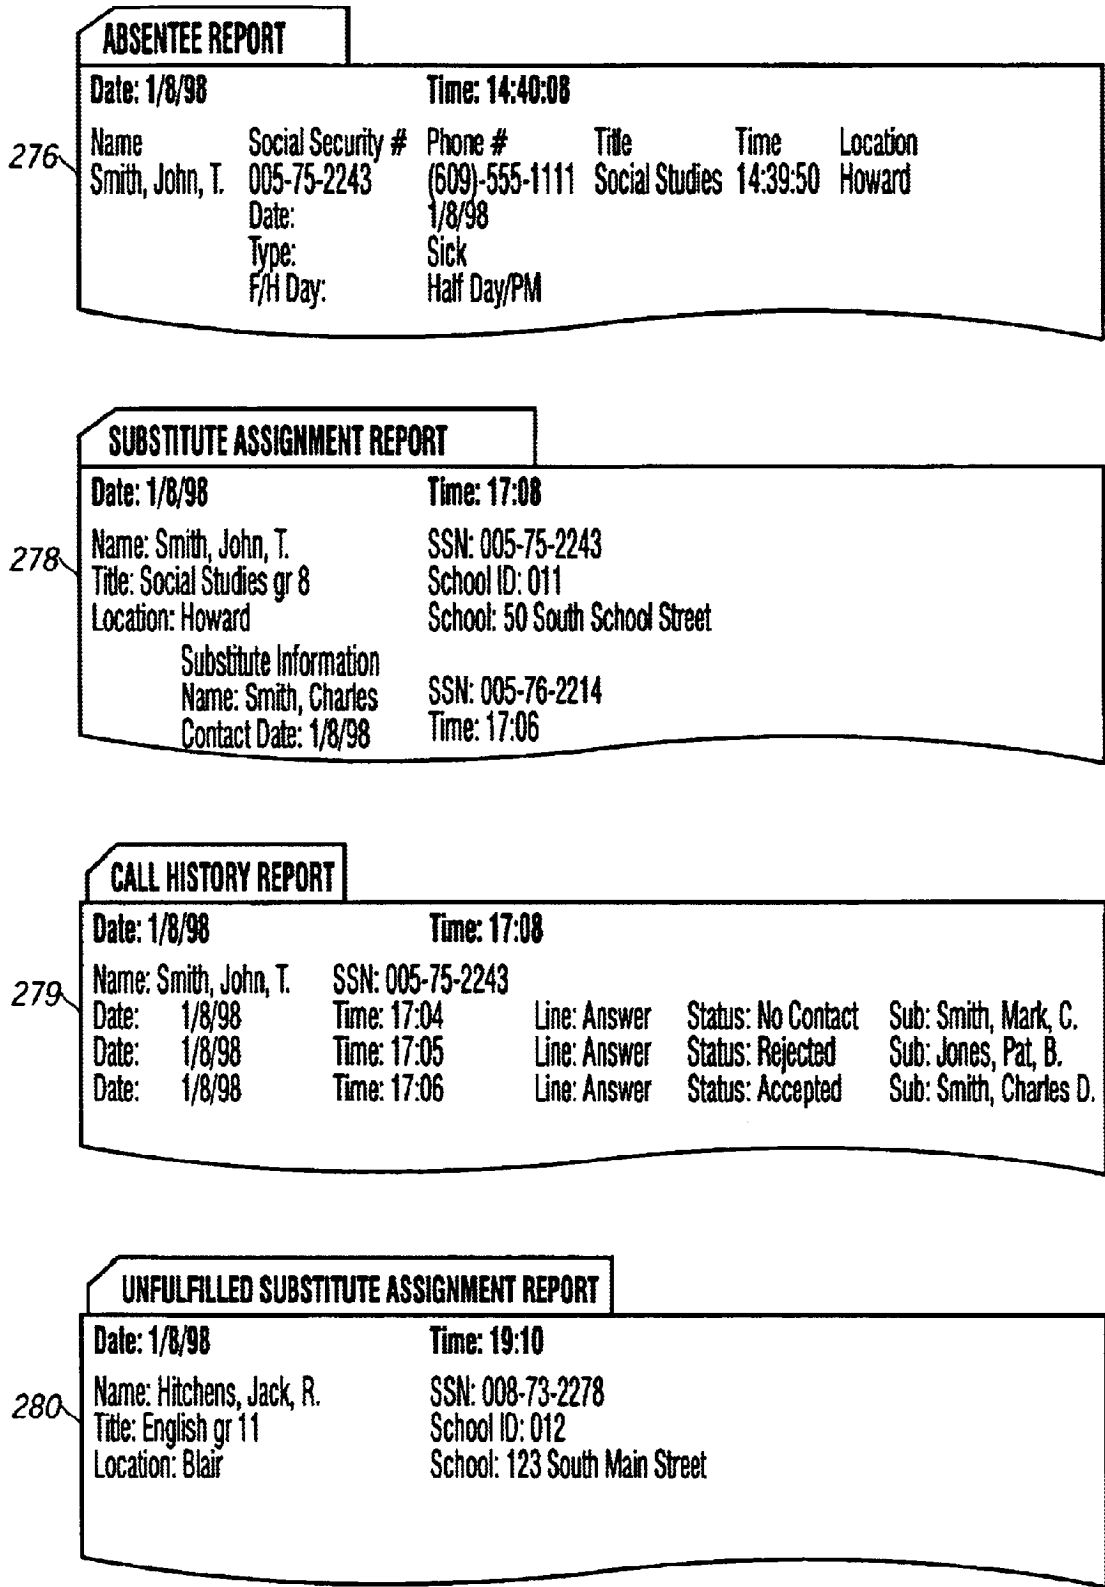 ABSENTEE REPORT
Date: 1/8/98 Time: 14:40:08
276
Name Social Security # Phone # Title Time Location
Smith, John, T. 005-75-2243 (609)-555-1111 Social Studies 14:39:50 Howard
Date: 1/8/98
Type: Sick
F/H Day: Half Day/PM
SUBSTITUTE ASSIGNMENT REPORT
Date: 1/8/98 Time: 17:08
278
Name: Smith, John, T. SSN: 005-75-2243
Title: Social Studies gr 8 School ID: 011
Location: Howard School: 50 South School Street
Substitute Information
Name: Smith, Charles SSN: 005-76-2214
Contact Date: 1/8/98 Time: 17:06
CALL HISTORY REPORT
Date: 1/8/98 Time: 17:08
279
Name: Smith, John, T. SSN: 005-75-2243
Date: 1/8/98 Time: 17:04 Line: Answer Status: No Contact Sub: Smith, Mark, C.
Date: 1/8/98 Time: 17:05 Line: Answer Status: Rejected Sub: Jones, Pat, B.
Date: 1/8/98 Time: 17:06 Line: Answer Status: Accepted Sub: Smith, Charles D.
UNFULFILLED SUBSTITUTE ASSIGNMENT REPORT
Date: 1/8/98 Time: 19:10
280
Name: Hitchens, Jack, R. SSN: 008-73-2278
Title: English gr 11 School ID: 012
Location: Blair School: 123 South Main Street